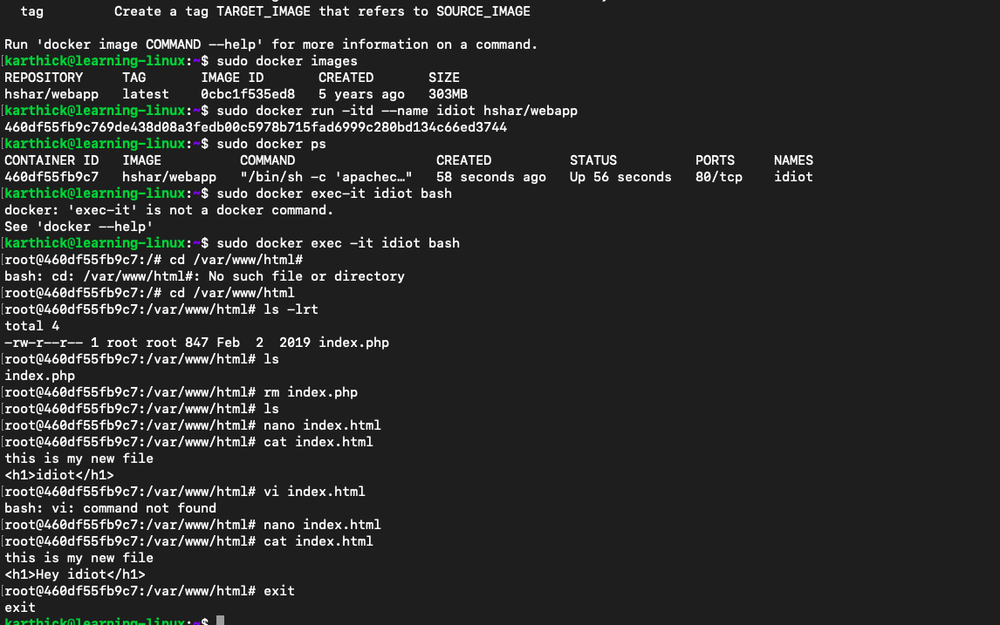 tag          Create a tag TARGET_IMAGE that refers to SOURCE_IMAGE
Run 'docker image COMMAND --help' for more information on a command.
[karthick@learning-linux:~$ sudo docker images
REPOSITORY     TAG       IMAGE ID       CREATED       SIZE
hshar/webapp   latest    0cbc1f535ed8   5 years ago   303MB
[karthick@learning-linux:~$ sudo docker run -itd --name idiot hshar/webapp
460df55fb9c769de438d08a3fedb00c5978b715fad6999c280bd134c66ed3744
[karthick@learning-linux:~$ sudo docker ps
CONTAINER ID   IMAGE          COMMAND                  CREATED          STATUS          PORTS     NAMES
460df55fb9c7   hshar/webapp   "/bin/sh -c 'apachec…"   58 seconds ago   Up 56 seconds   80/tcp    idiot
[karthick@learning-linux:~$ sudo docker exec-it idiot bash
docker: 'exec-it' is not a docker command.
See 'docker --help'
[karthick@learning-linux:~$ sudo docker exec -it idiot bash
[root@460df55fb9c7:/# cd /var/www/html#
bash: cd: /var/www/html#: No such file or directory
[root@460df55fb9c7:/# cd /var/www/html
[root@460df55fb9c7:/var/www/html# ls -lrt
total 4
-rw-r--r-- 1 root root 847 Feb  2  2019 index.php
[root@460df55fb9c7:/var/www/html# ls
index.php
[root@460df55fb9c7:/var/www/html# rm index.php
[root@460df55fb9c7:/var/www/html# ls
[root@460df55fb9c7:/var/www/html# nano index.html
[root@460df55fb9c7:/var/www/html# cat index.html
this is my new file
<h1>idiot</h1>
[root@460df55fb9c7:/var/www/html# vi index.html
bash: vi: command not found
[root@460df55fb9c7:/var/www/html# nano index.html
[root@460df55fb9c7:/var/www/html# cat index.html
this is my new file
<h1>Hey idiot</h1>
[root@460df55fb9c7:/var/www/html# exit
exit
karthick@learning-linux:~$